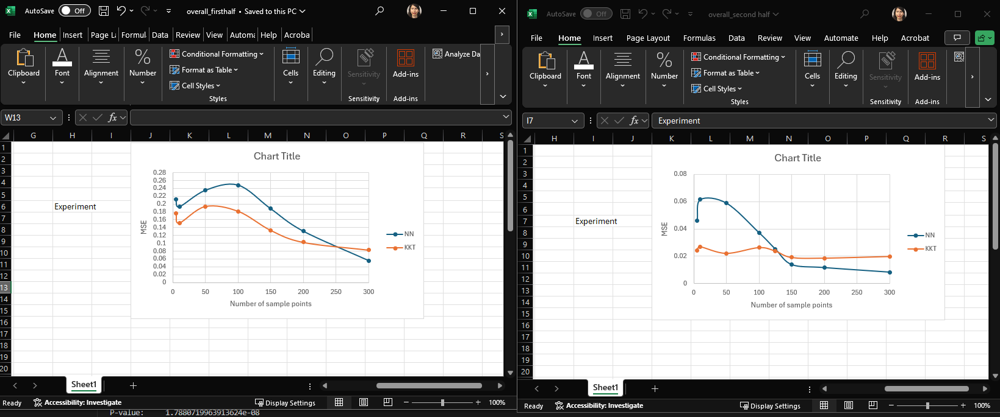 AutoSave Off overall_firsthalf • Saved to this PC
File Home Insert Page L Formul Data Review View Automa Help Acroba
Clipboard Font Alignment Number Conditional Formatting Format as Table Cell Styles Cells Editing Sensitivity Add-ins Analyze Da
Styles Sensitivity Add-ins
W13 fx
G H I J K L M N O P Q R S
1
2
3
4
5
6 Experiment
7
8
9
10
11
12
13
14
15
16
17
18
19
20
Chart Title
0.28
0.26
0.24
0.22
0.2
0.18
0.16
0.14
0.12
0.1
0.08
0.06
0.04
0.02
0
MSE
NN
KKT
0 50 100 150 200 250 300
Number of sample points
Sheet1
Ready Accessibility: Investigate Display Settings 100%
P-value: 1.7880719963913624e-08
AutoSave Off overall_second half
File Home Insert Page Layout Formulas Data Review View Automate Help Acrobat
Clipboard Font Alignment Number Conditional Formatting Format as Table Cell Styles Cells Editing Sensitivity Add-ins
Styles Sensitivity Add-ins
I7 fx Experiment
H I J K L M N O P Q R S
1
2
3
4
5
6
7 Experiment
8
9
10
11
12
13
14
15
16
17
18
19
20
Chart Title
0.08
0.06
0.04
0.02
0
MSE
NN
KKT
0 50 100 150 200 250 300
Number of sample points
Sheet1
Ready Accessibility: Investigate Display Settings 100%